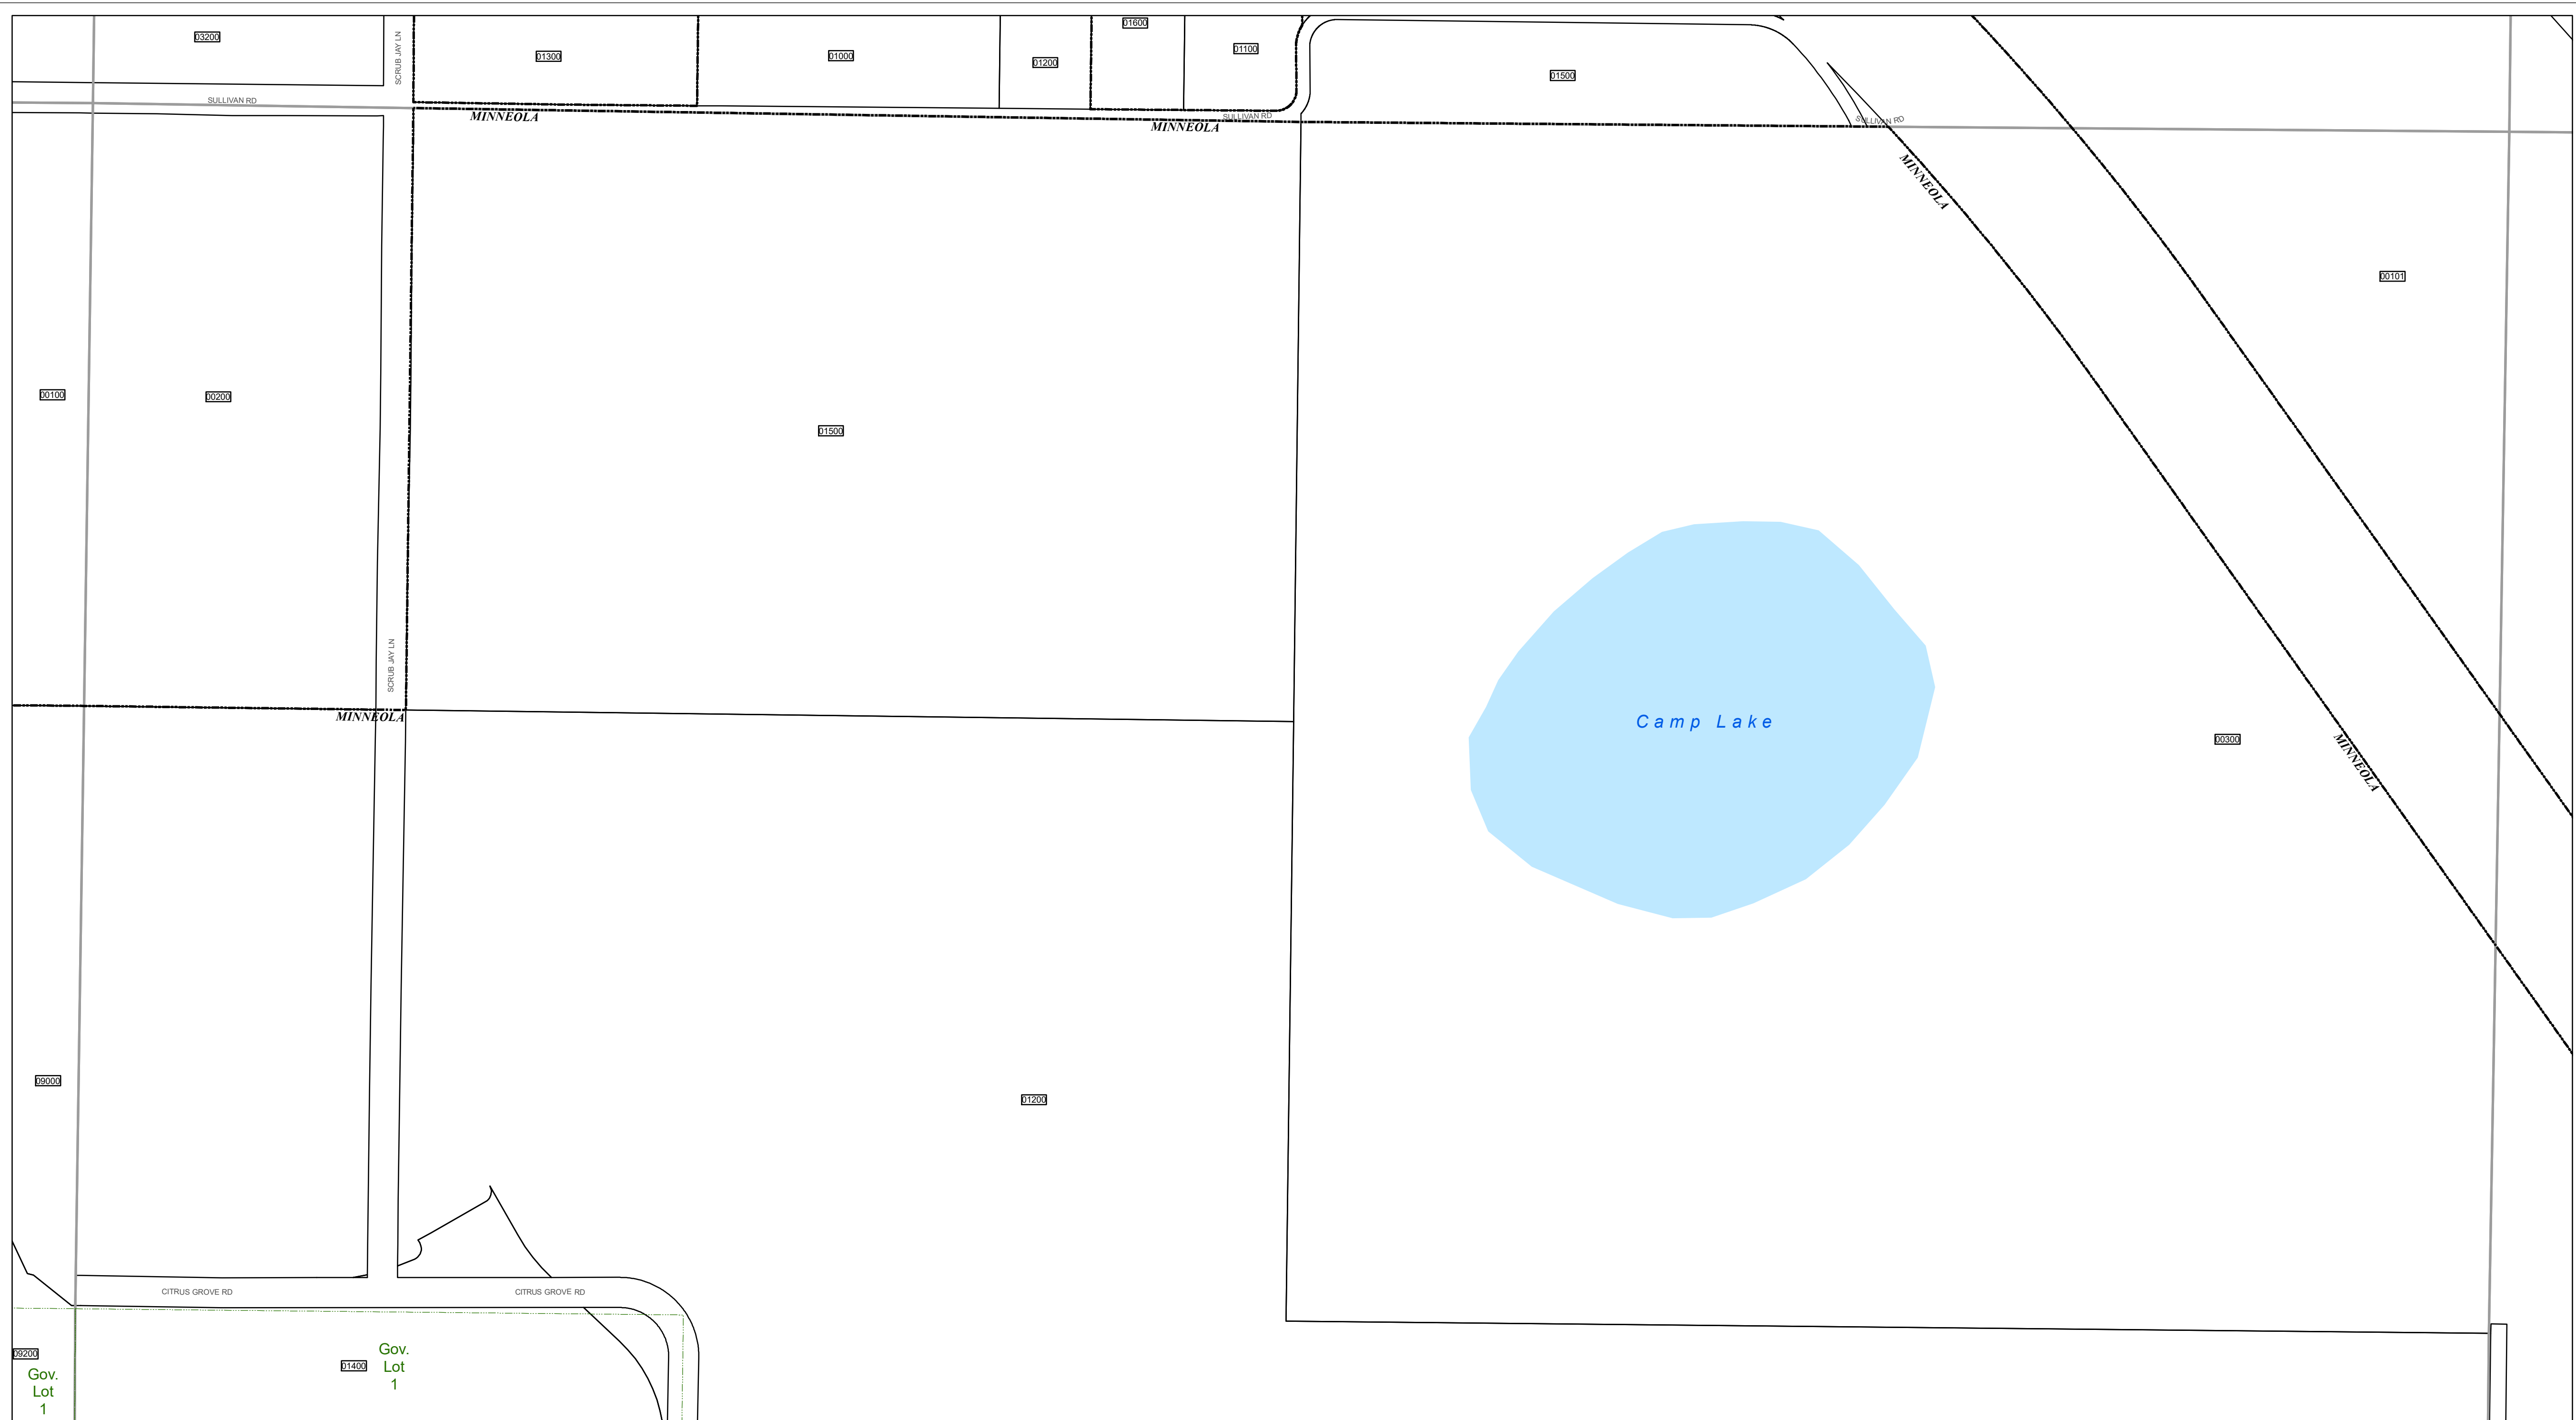 01600
03200
SCRUB JAY LN
01300
01000
01200
01100
01500
SULLIVAN RD
MINNEOLA
SULLIVAN RD
MINNEOLA
SULLIVAN RD
MINNEOLA
00101
00100
00200
01500
SCRUB JAY LN
MINNEOLA
Camp Lake
00300
MINNEOLA
09000
01200
CITRUS GROVE RD
CITRUS GROVE RD
09200
Gov.
Lot
1
01400
Gov.
Lot
1